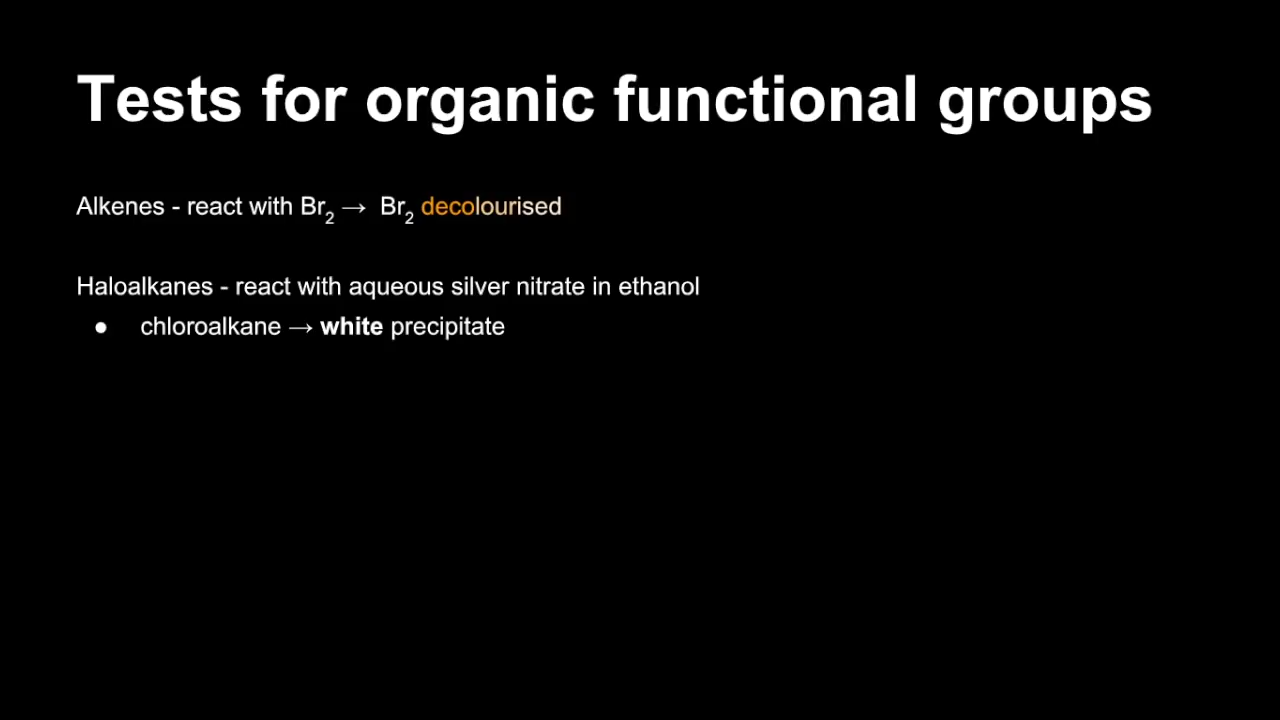 Tests for organic functional groups
Alkenes - react with Br₂ → Br₂ decolourised
Haloalkanes - react with aqueous silver nitrate in ethanol
● chloroalkane → white precipitate